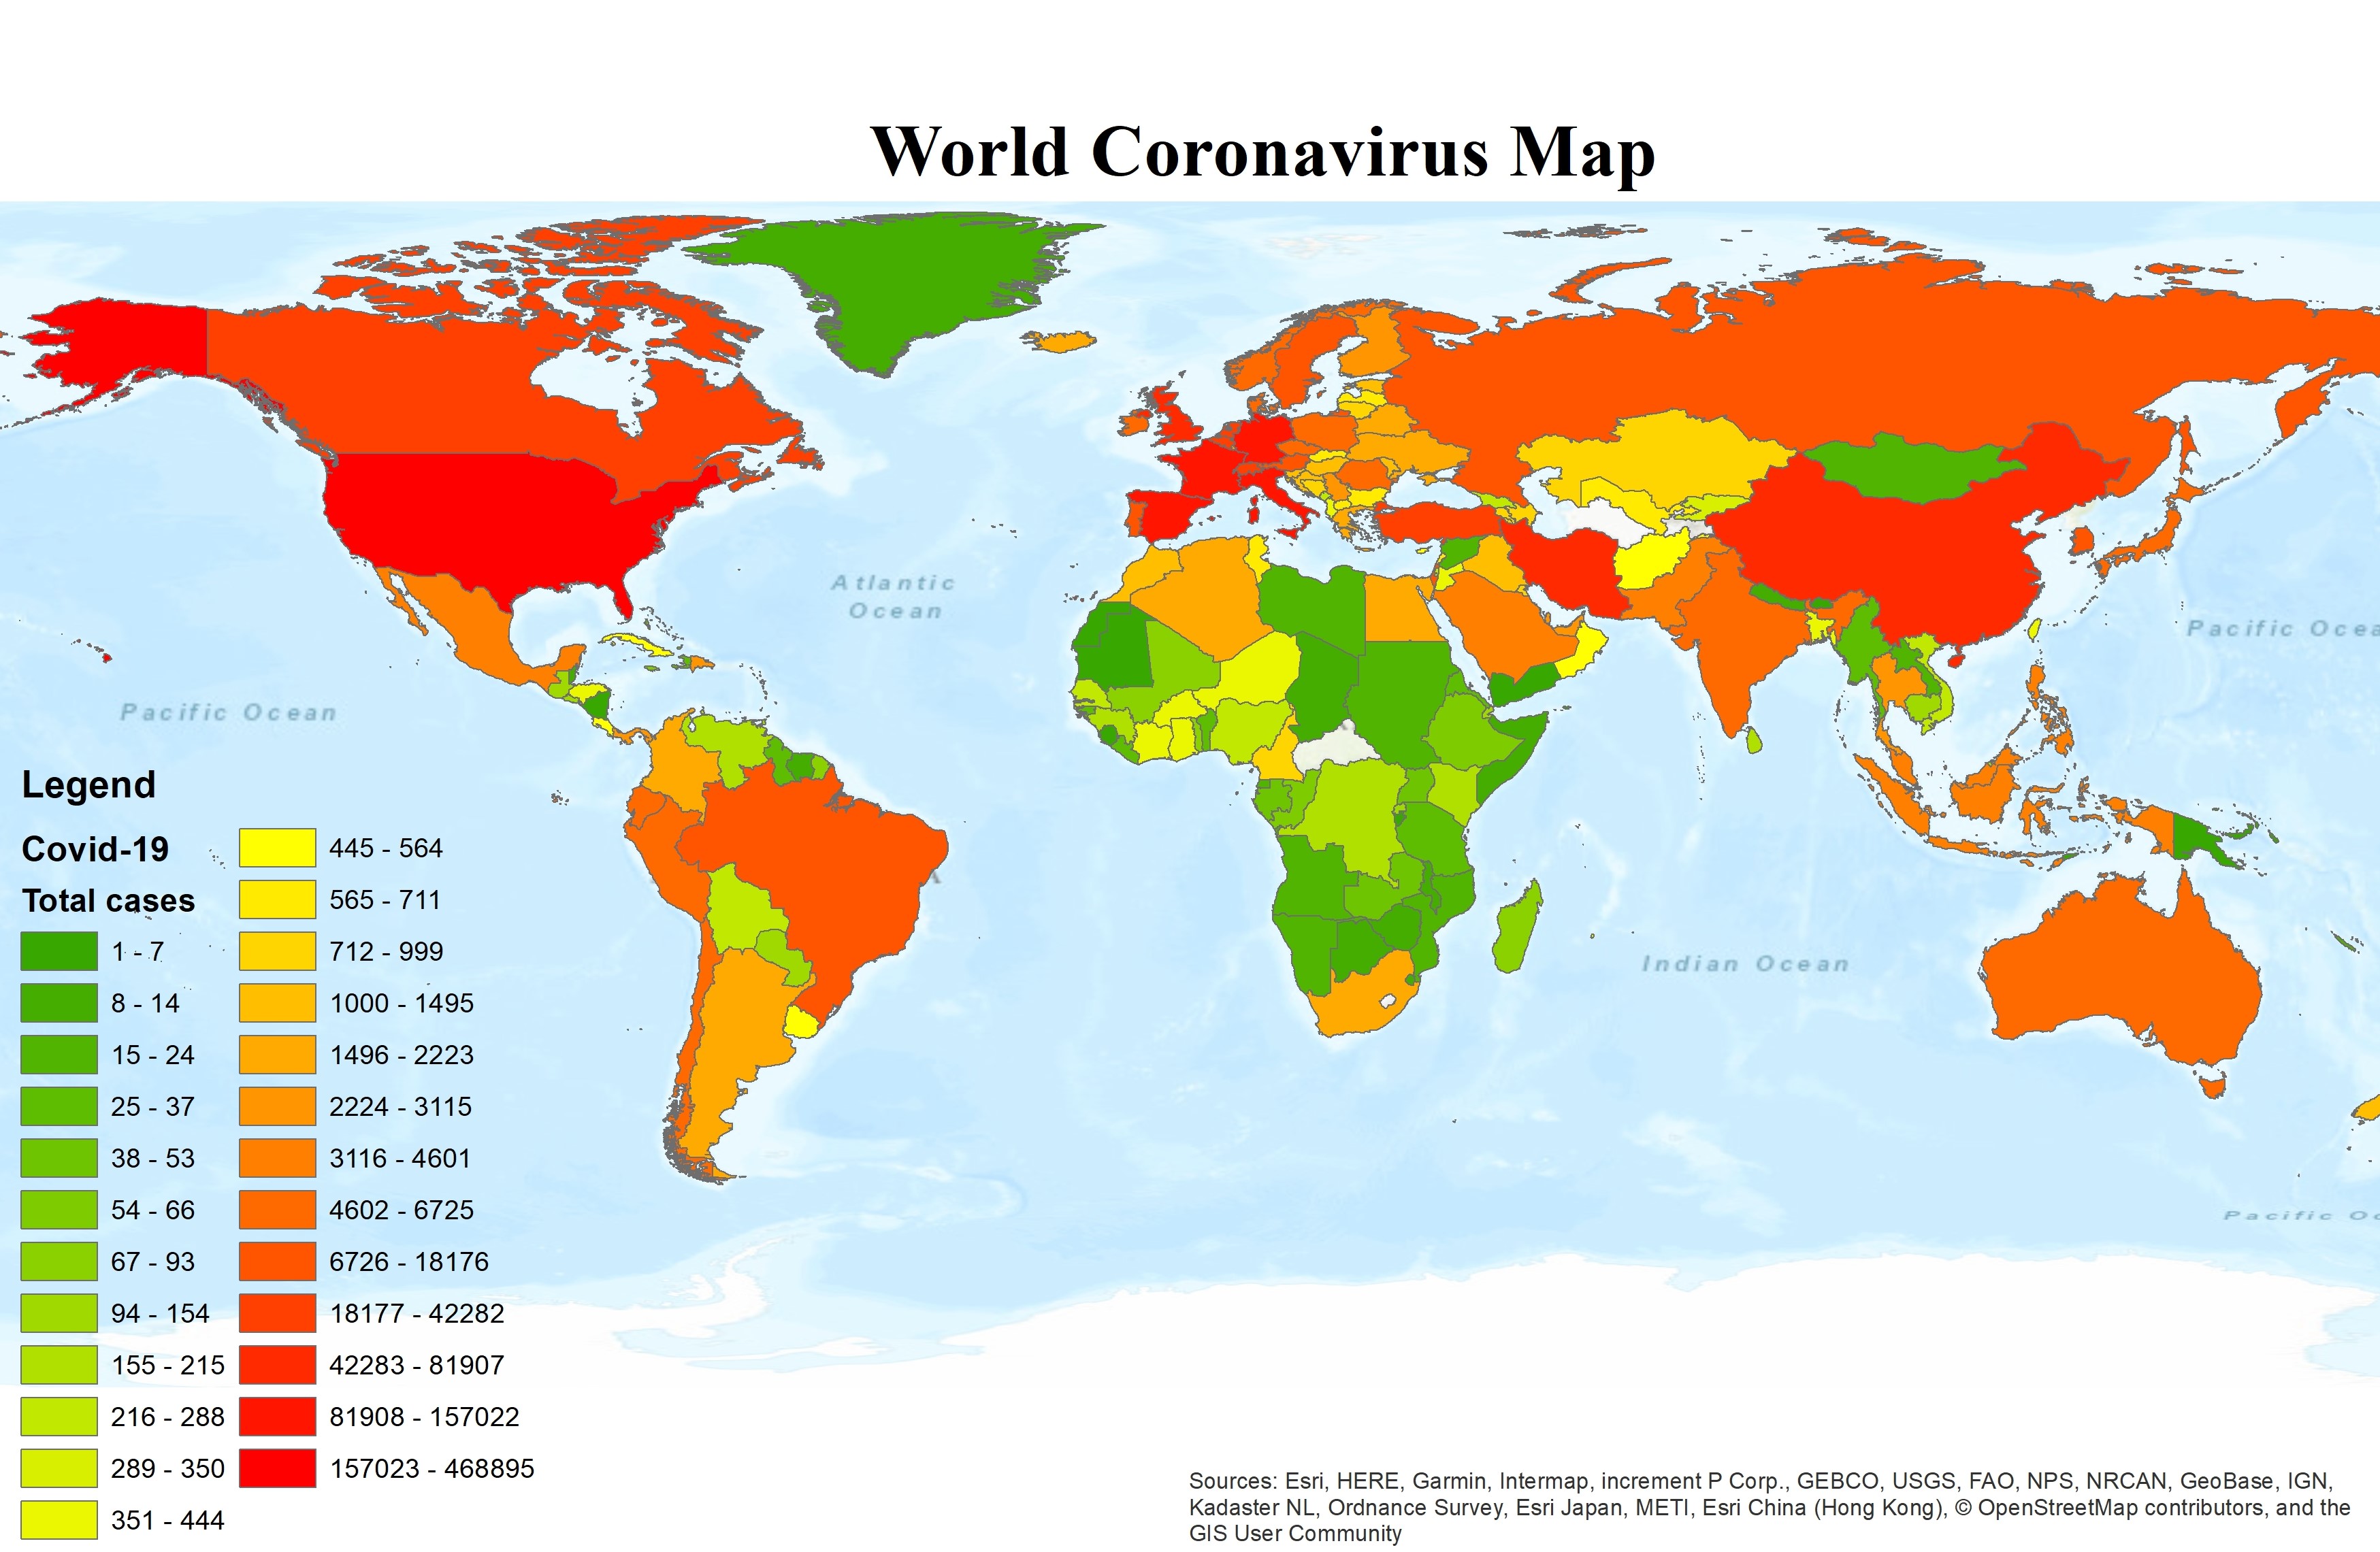 World Coronavirus Map
Atlantic
Ocean
Pacific Ocea
Pacific Ocean
Indian Ocean
Pacific Oc
Legend
Covid-19
Total cases
1 - 7
8 - 14
15 - 24
25 - 37
38 - 53
54 - 66
67 - 93
94 - 154
155 - 215
216 - 288
289 - 350
351 - 444
445 - 564
565 - 711
712 - 999
1000 - 1495
1496 - 2223
2224 - 3115
3116 - 4601
4602 - 6725
6726 - 18176
18177 - 42282
42283 - 81907
81908 - 157022
157023 - 468895
Sources: Esri, HERE, Garmin, Intermap, increment P Corp., GEBCO, USGS, FAO, NPS, NRCAN, GeoBase, IGN,
Kadaster NL, Ordnance Survey, Esri Japan, METI, Esri China (Hong Kong), © OpenStreetMap contributors, and the
GIS User Community